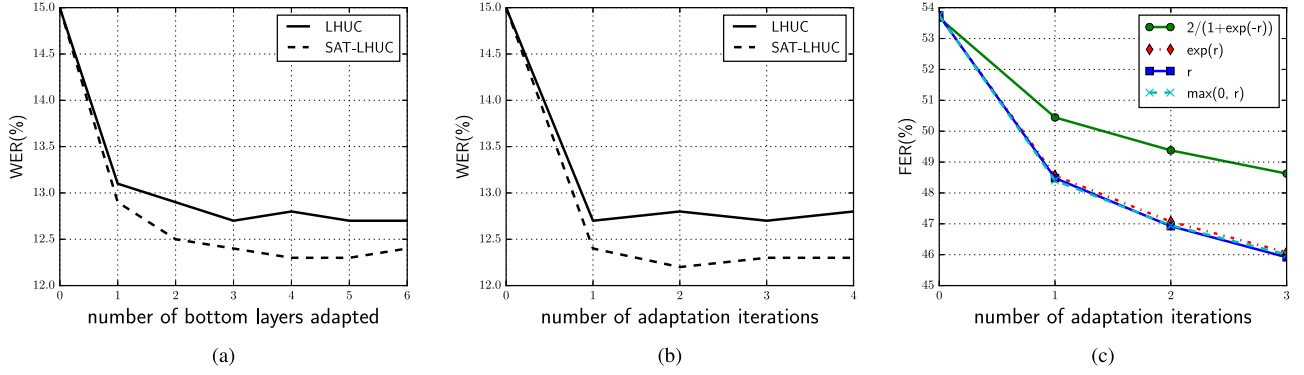 15.0
14.5
14.0
13.5
13.0
12.5
12.0
WER(%)
0 1 2 3 4 5 6
number of bottom layers adapted
LHUC
SAT-LHUC
(a)
15.0
14.5
14.0
13.5
13.0
12.5
12.0
WER(%)
0 1 2 3 4
number of adaptation iterations
LHUC
SAT-LHUC
(b)
54
53
52
51
50
49
48
47
46
45
FER(%)
0 1 2 3
number of adaptation iterations
2/(1+exp(-r))
exp(r)
r
max(0, r)
(c)